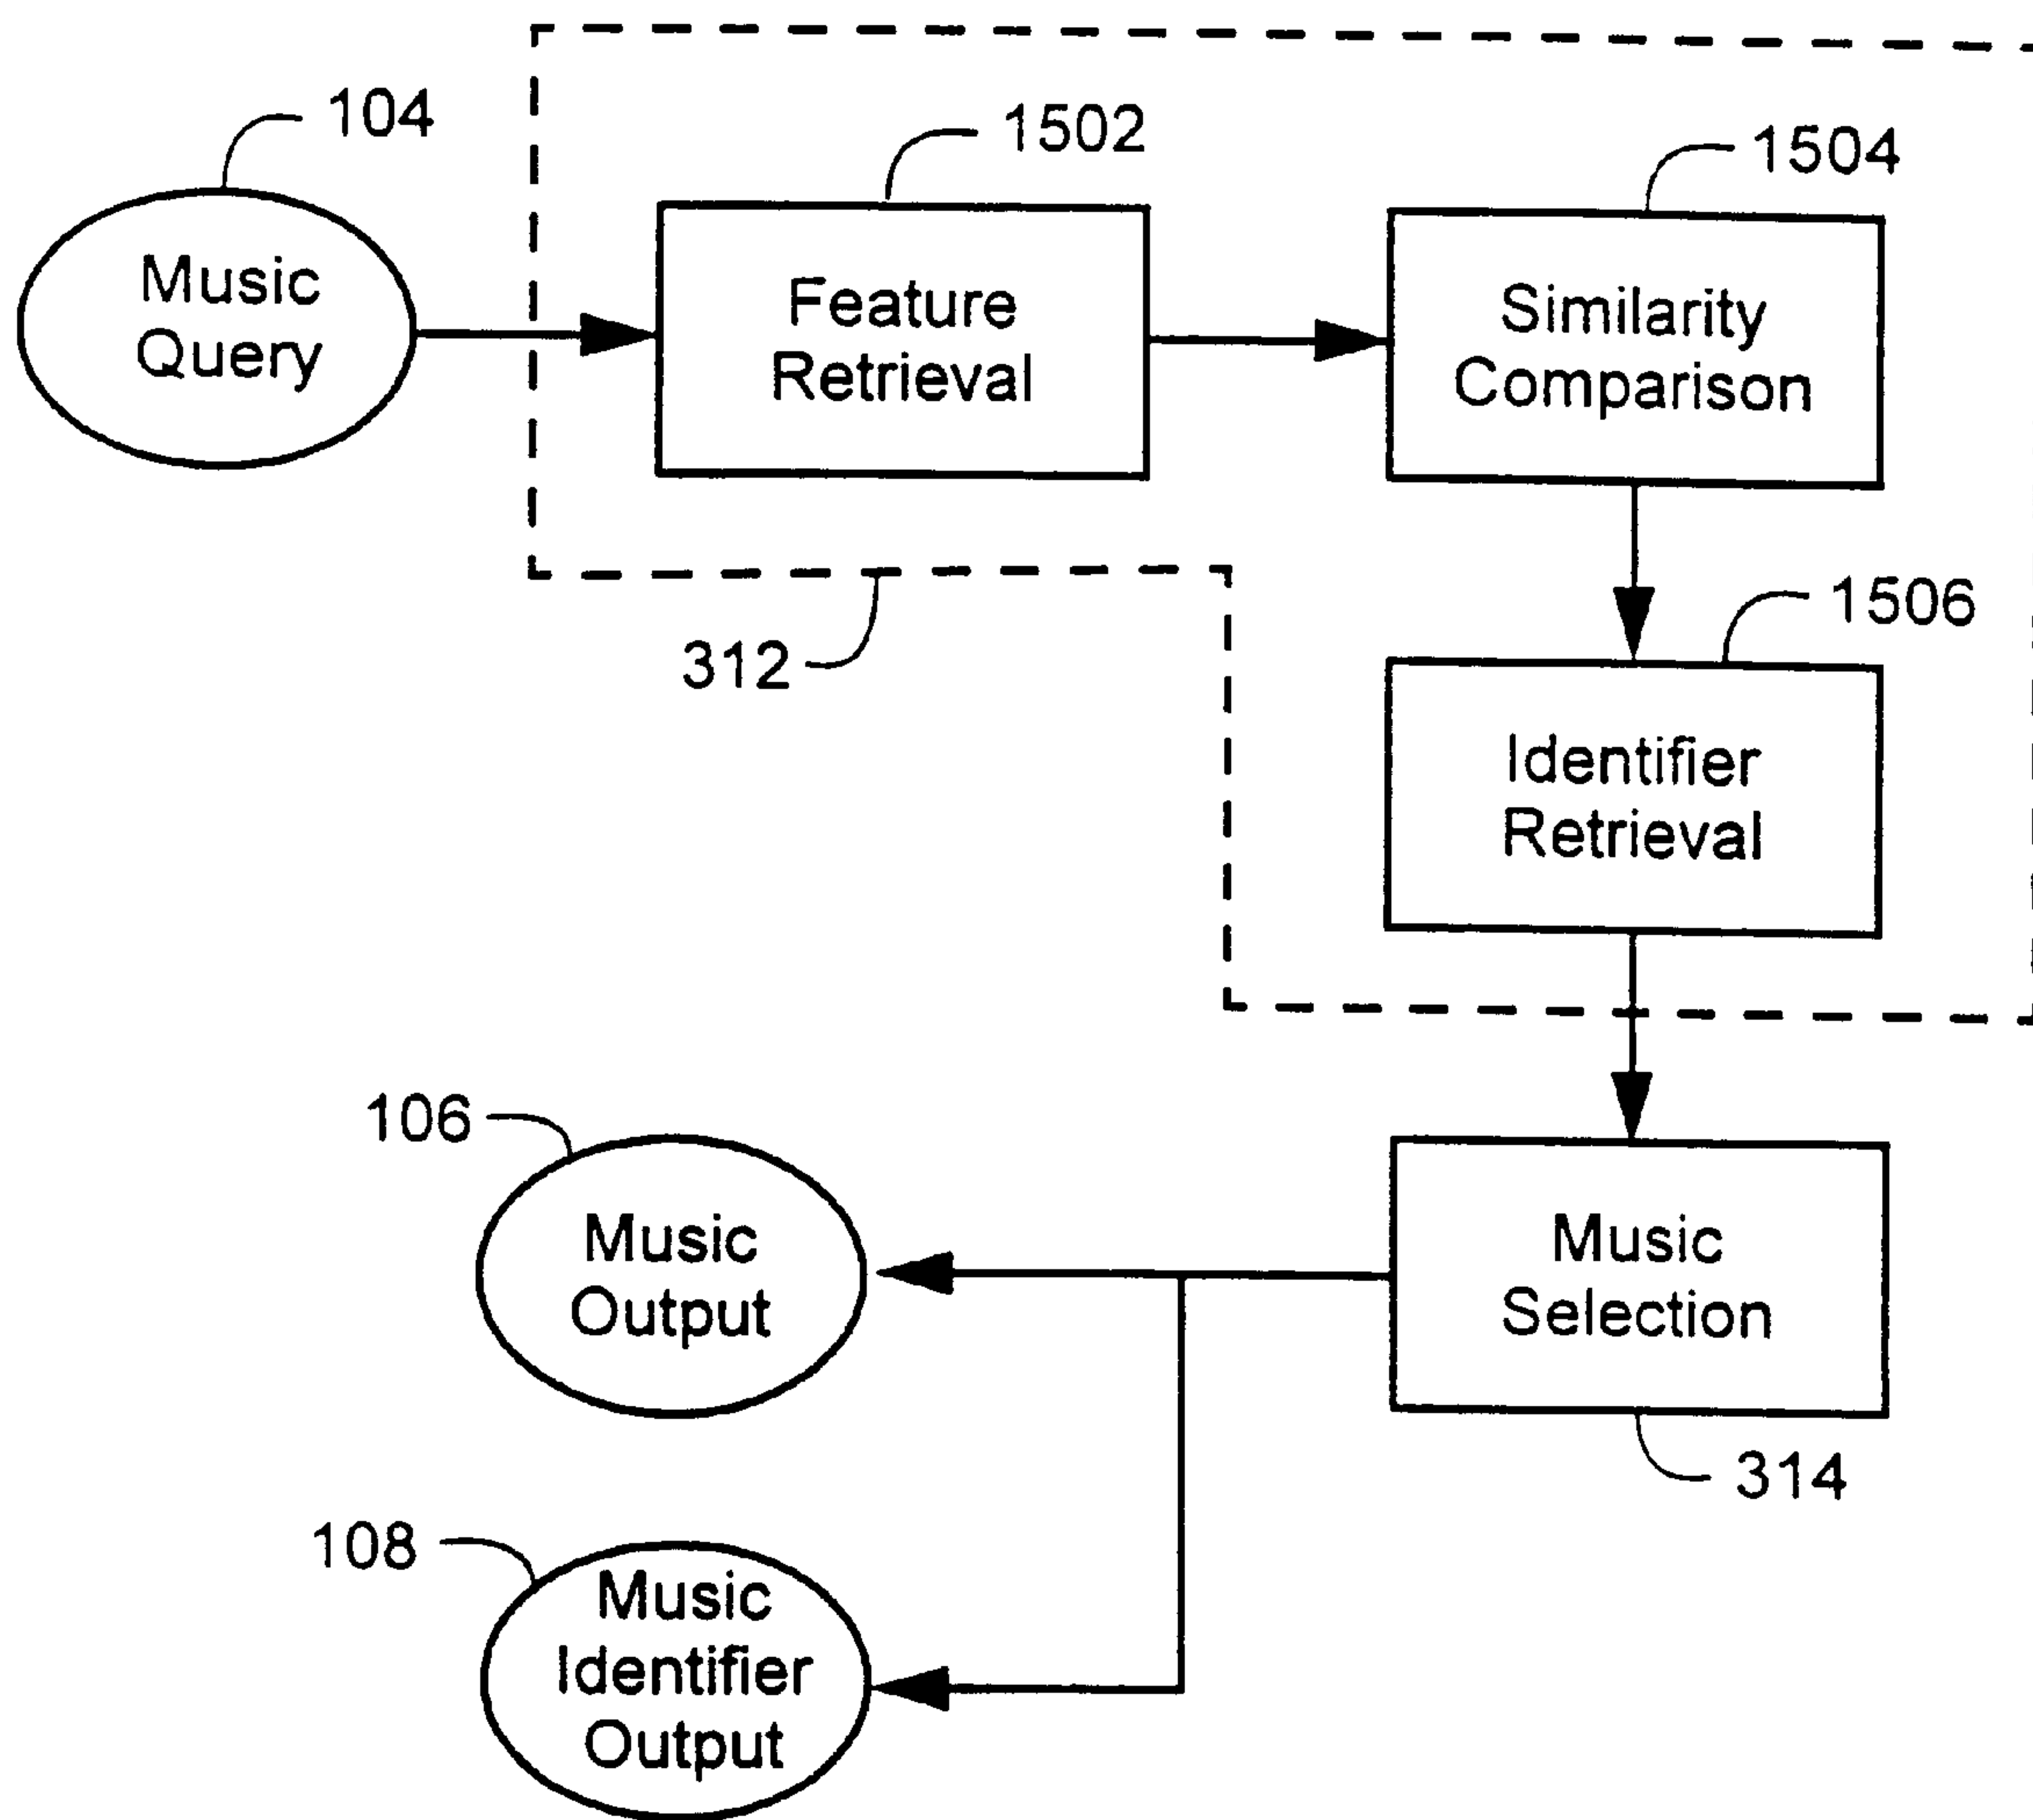 104
1502
1504
Music
Query
Feature
Retrieval
Similarity
Comparison
312
1506
Identifier
Retrieval
106
Music
Output
Music
Selection
314
108
Music
Identifier
Output